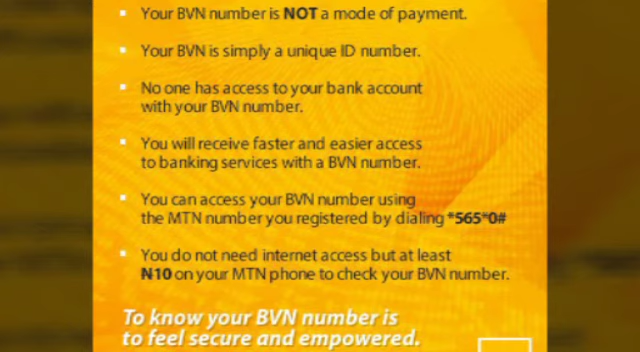 Your BVN number is NOT a mode of payment.
Your BVN is simply a unique ID number.
No one has access to your bank account
with your BVN number.
You will receive faster and easier access
to banking services with a BVN number.
You can access your BVN number using
the MTN number you registered by dialing *565*0#
You do not need internet access but at least
₦10 on your MTN phone to check your BVN number.
To know your BVN number is
to feel secure and empowered.